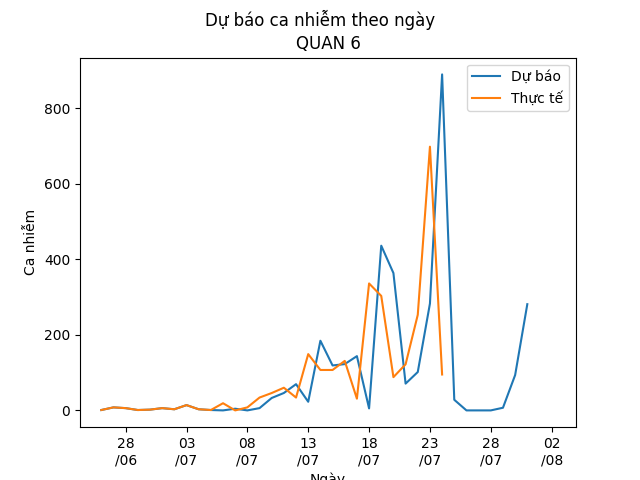 Dự báo ca nhiễm theo ngày
QUAN 6
Dự báo
Thực tế
Ca nhiễm
800
600
400
200
0
28 03 08 13 18 23 28 02
/06 /07 /07 /07 /07 /07 /07 /08
Ngày